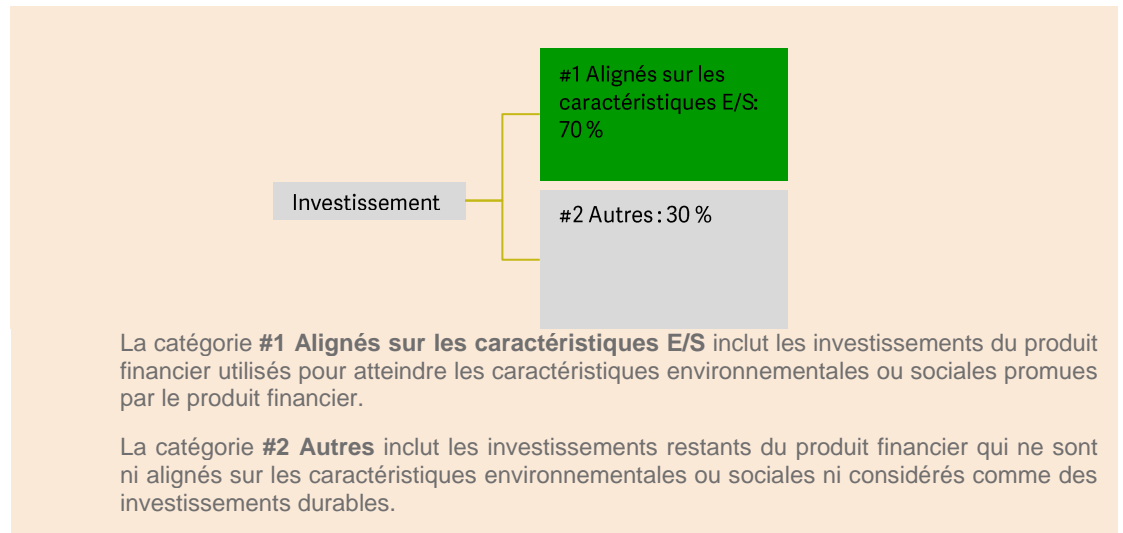 #1 Alignés sur les
caractéristiques E/S:
70 %
Investissement
#2 Autres : 30 %
La catégorie #1 Alignés sur les caractéristiques E/S inclut les investissements du produit
financier utilisés pour atteindre les caractéristiques environnementales ou sociales promues
par le produit financier.
La catégorie #2 Autres inclut les investissements restants du produit financier qui ne sont
ni alignés sur les caractéristiques environnementales ou sociales ni considérés comme des
investissements durables.